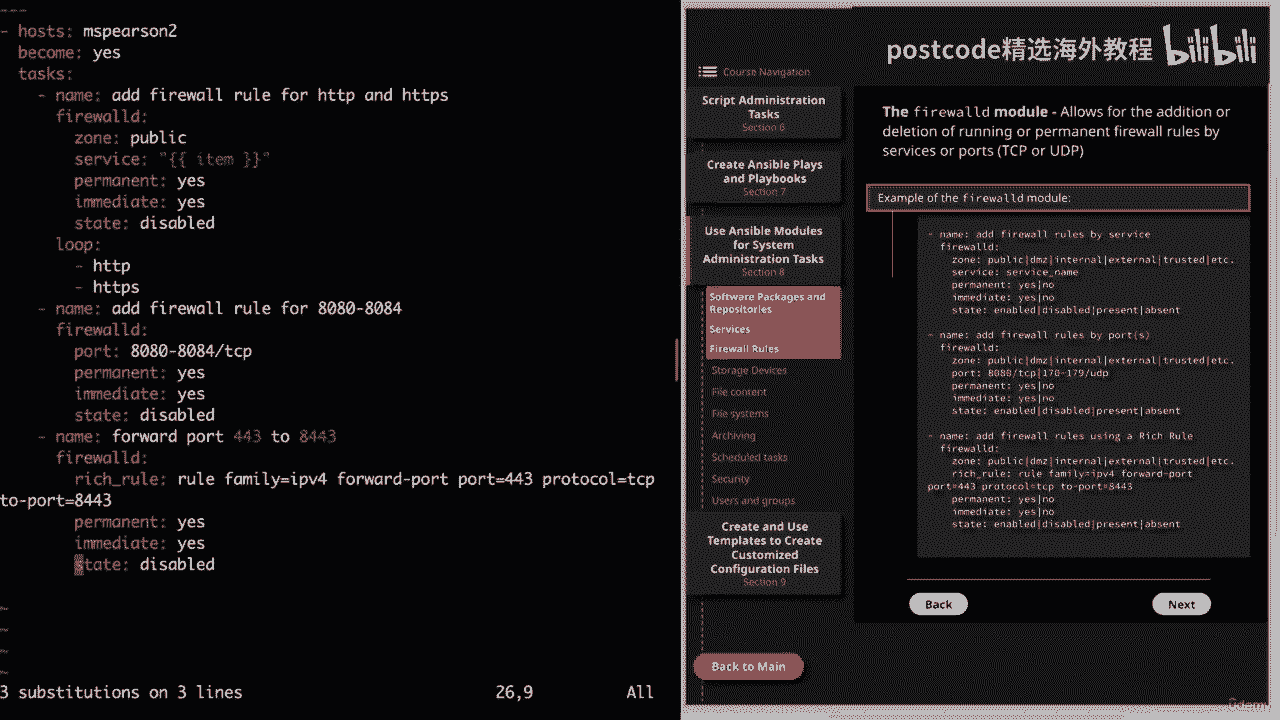 - hosts: mspearson2
become: yes
tasks:
- name: add firewall rule for http and https
firewalld:
zone: public
service: "{{ item }}"
permanent: yes
immediate: yes
state: disabled
loop:
- http
- https
- name: add firewall rule for 8080-8084
firewalld:
port: 8080-8084/tcp
permanent: yes
immediate: yes
state: disabled
- name: forward port 443 to 8443
firewalld:
rich_rule: rule family=ipv4 forward-port port=443 protocol=tcp
to-port=8443
permanent: yes
immediate: yes
state: disabled
~
~
~
~
3 substitutions on 3 lines 26,9 All
postcode精选海外教程 bilibili
Course Navigation
Script Administration
Tasks
Section 6
Create Ansible Plays
and Playbooks
Section 7
Use Ansible Modules
for System
Administration Tasks
Section 8
Software Packages and
Repositories
Services
Firewall Rules
Storage Devices
File content
File systems
Archiving
Scheduled tasks
Security
Users and groups
Create and Use
Templates to Create
Customized
Configuration Files
Section 9
Back to Main
The firewalld module - Allows for the addition or
deletion of running or permanent firewall rules by
services or ports (TCP or UDP)
Example of the firewalld module:
- name: add firewall rules by service
firewalld:
zone: public|dmz|internal|external|trusted|etc.
service: service_name
permanent: yes|no
immediate: yes|no
state: enabled|disabled|present|absent
- name: add firewall rules by port(s)
firewalld:
zone: public|dmz|internal|external|trusted|etc.
port: 8080/tcp|170-179/udp
permanent: yes|no
immediate: yes|no
state: enabled|disabled|present|absent
- name: add firewall rules using a Rich Rule
firewalld:
zone: public|dmz|internal|external|trusted|etc.
rich_rule: rule family=ipv4 forward-port
port=443 protocol=tcp to-port=8443
permanent: yes|no
immediate: yes|no
state: enabled|disabled|present|absent
Back
Next